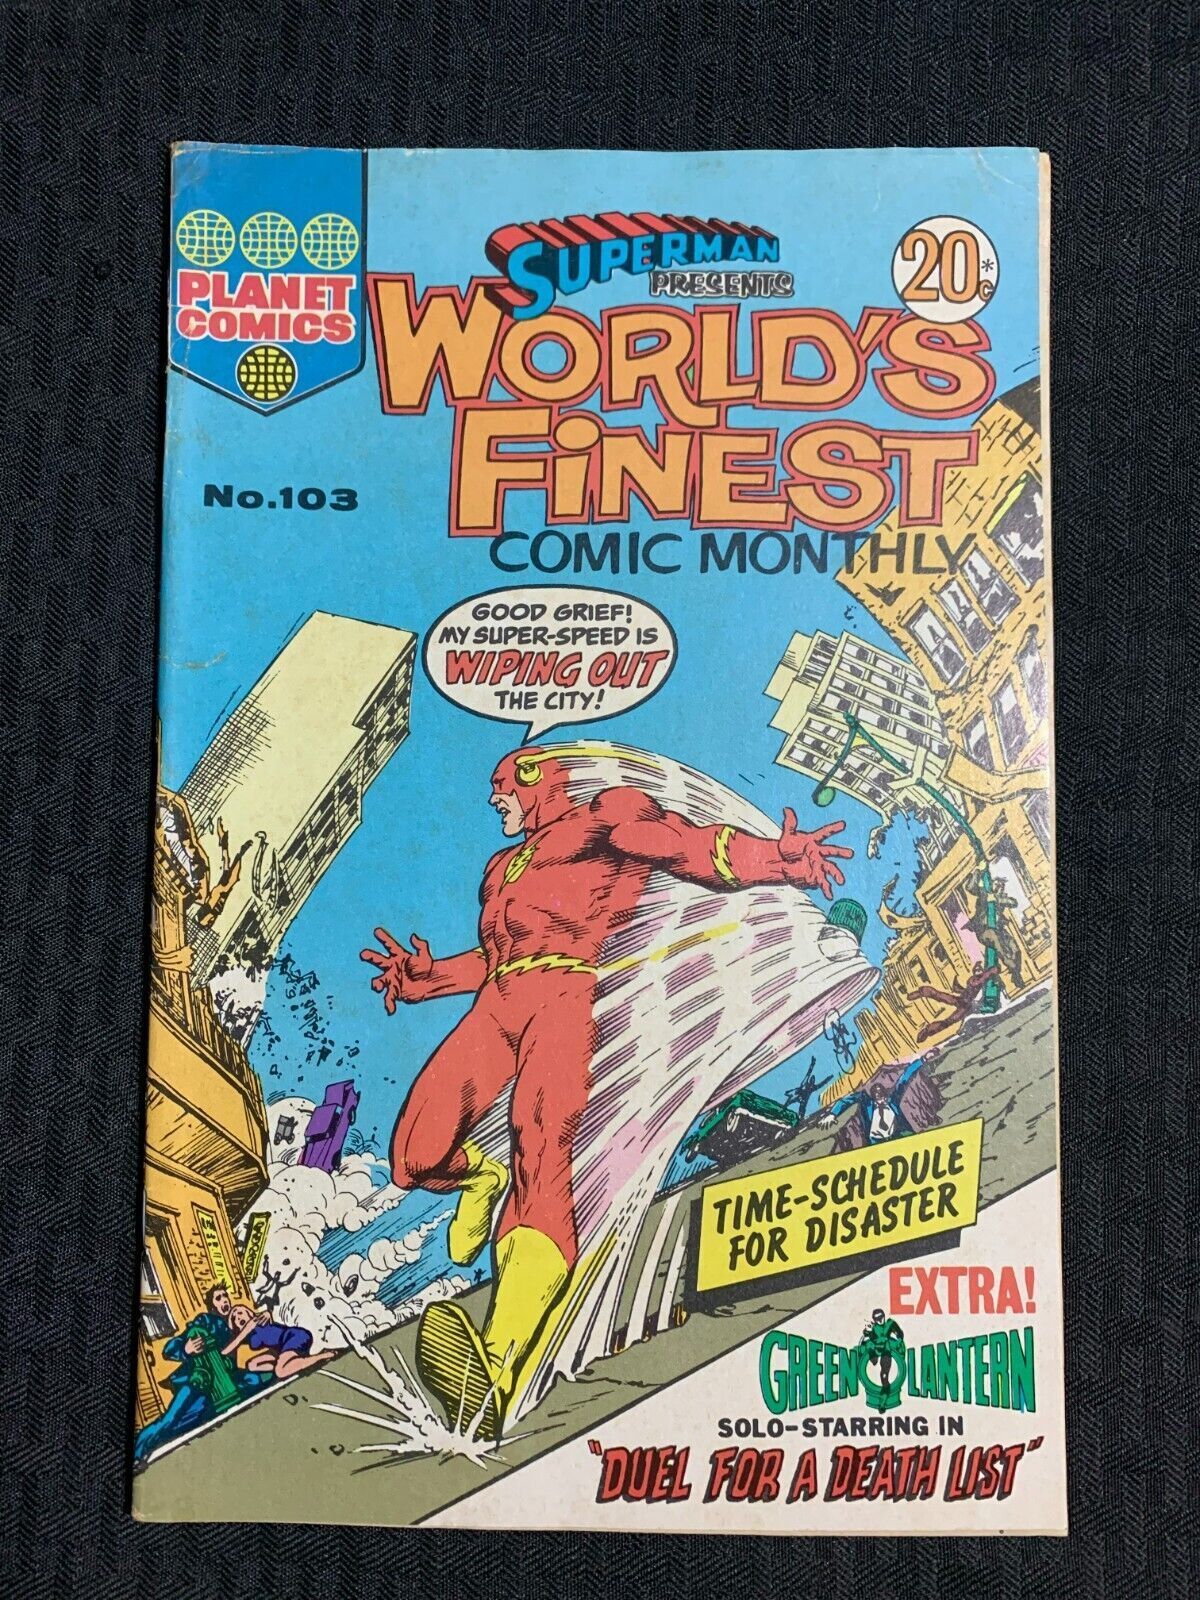 PLANET
COMICS
SUPERMAN
PRESENTS
20*c
WORLD'S
FINEST
COMIC MONTHLY
No.103
GOOD GRIEF!
MY SUPER-SPEED IS
WIPING OUT
THE CITY!
TIME-SCHEDULE
FOR DISASTER
EXTRA!
GREEN LANTERN
SOLO-STARRING IN
"DUEL FOR A DEATH LIST"